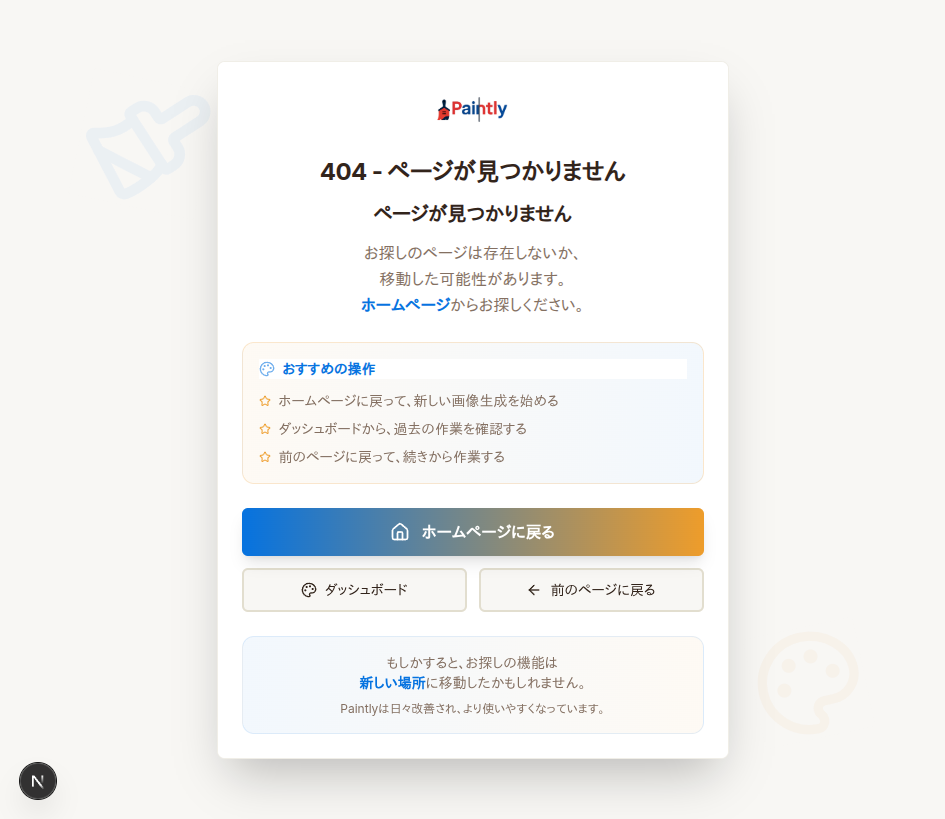 Paintly
404 - ページが見つかりません
ページが見つかりません
お探しのページは存在しないか、
移動した可能性があります。
ホームページからお探しください。
おすすめの操作
ホームページに戻って、新しい画像生成を始める
ダッシュボードから、過去の作業を確認する
前のページに戻って、続きから作業する
ホームページに戻る
ダッシュボード
前のページに戻る
もしかすると、お探しの機能は
新しい場所に移動したかもしれません。
Paintlyは日々改善され、より使いやすくなっています。
N